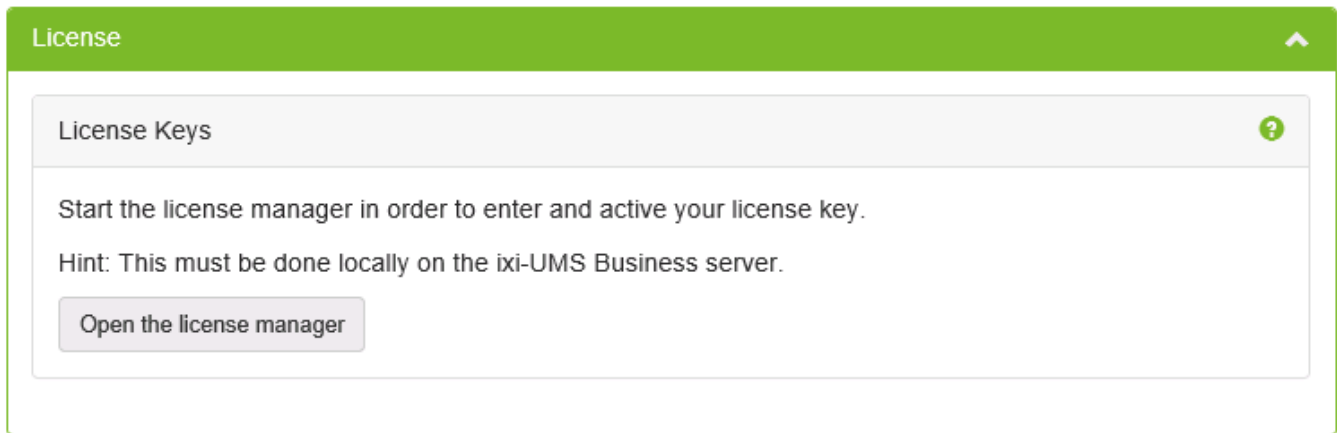 License
License Keys
Start the license manager in order to enter and active your license key.
Hint: This must be done locally on the ixi-UMS Business server.
Open the license manager